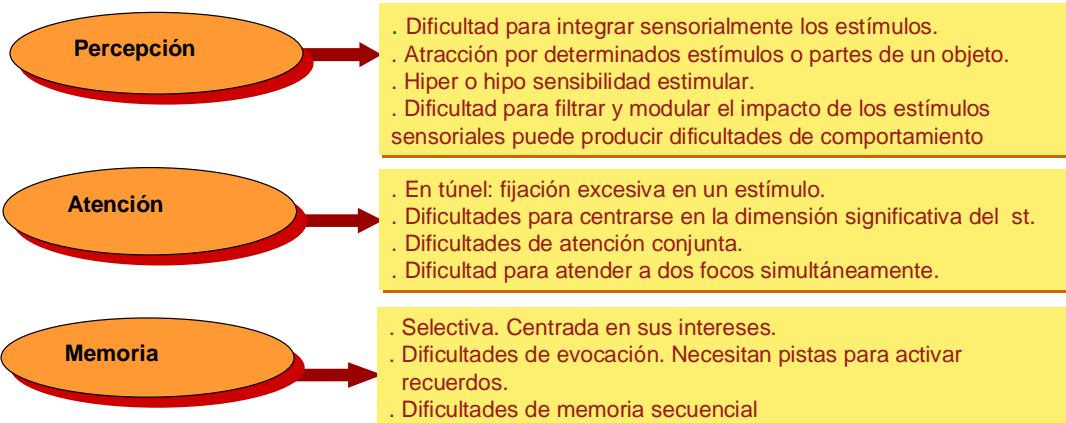 Percepción
. Dificultad para integrar sensorialmente los estímulos.
. Atracción por determinados estímulos o partes de un objeto.
. Hiper o hipo sensibilidad estimular.
. Dificultad para filtrar y modular el impacto de los estímulos
sensoriales puede producir dificultades de comportamiento
Atención
. En túnel: fijación excesiva en un estímulo.
. Dificultades para centrarse en la dimensión significativa del st.
. Dificultades de atención conjunta.
. Dificultad para atender a dos focos simultáneamente.
Memoria
. Selectiva. Centrada en sus intereses.
. Dificultades de evocación. Necesitan pistas para activar
recuerdos.
. Dificultades de memoria secuencial